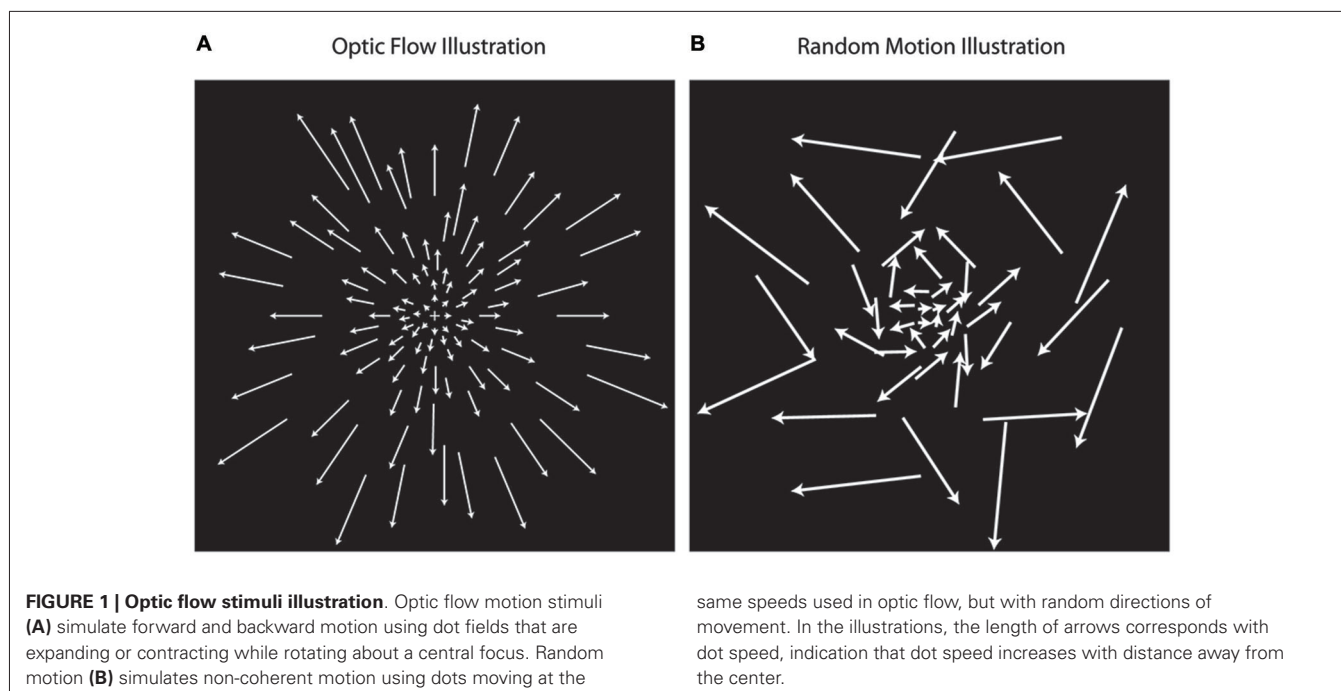 A
Optic Flow Illustration
B
Random Motion Illustration
FIGURE 1 | Optic flow stimuli illustration. Optic flow motion stimuli
(A) simulate forward and backward motion using dot fields that are
expanding or contracting while rotating about a central focus. Random
motion (B) simulates non-coherent motion using dots moving at the
same speeds used in optic flow, but with random directions of
movement. In the illustrations, the length of arrows corresponds with
dot speed, indication that dot speed increases with distance away from
the center.